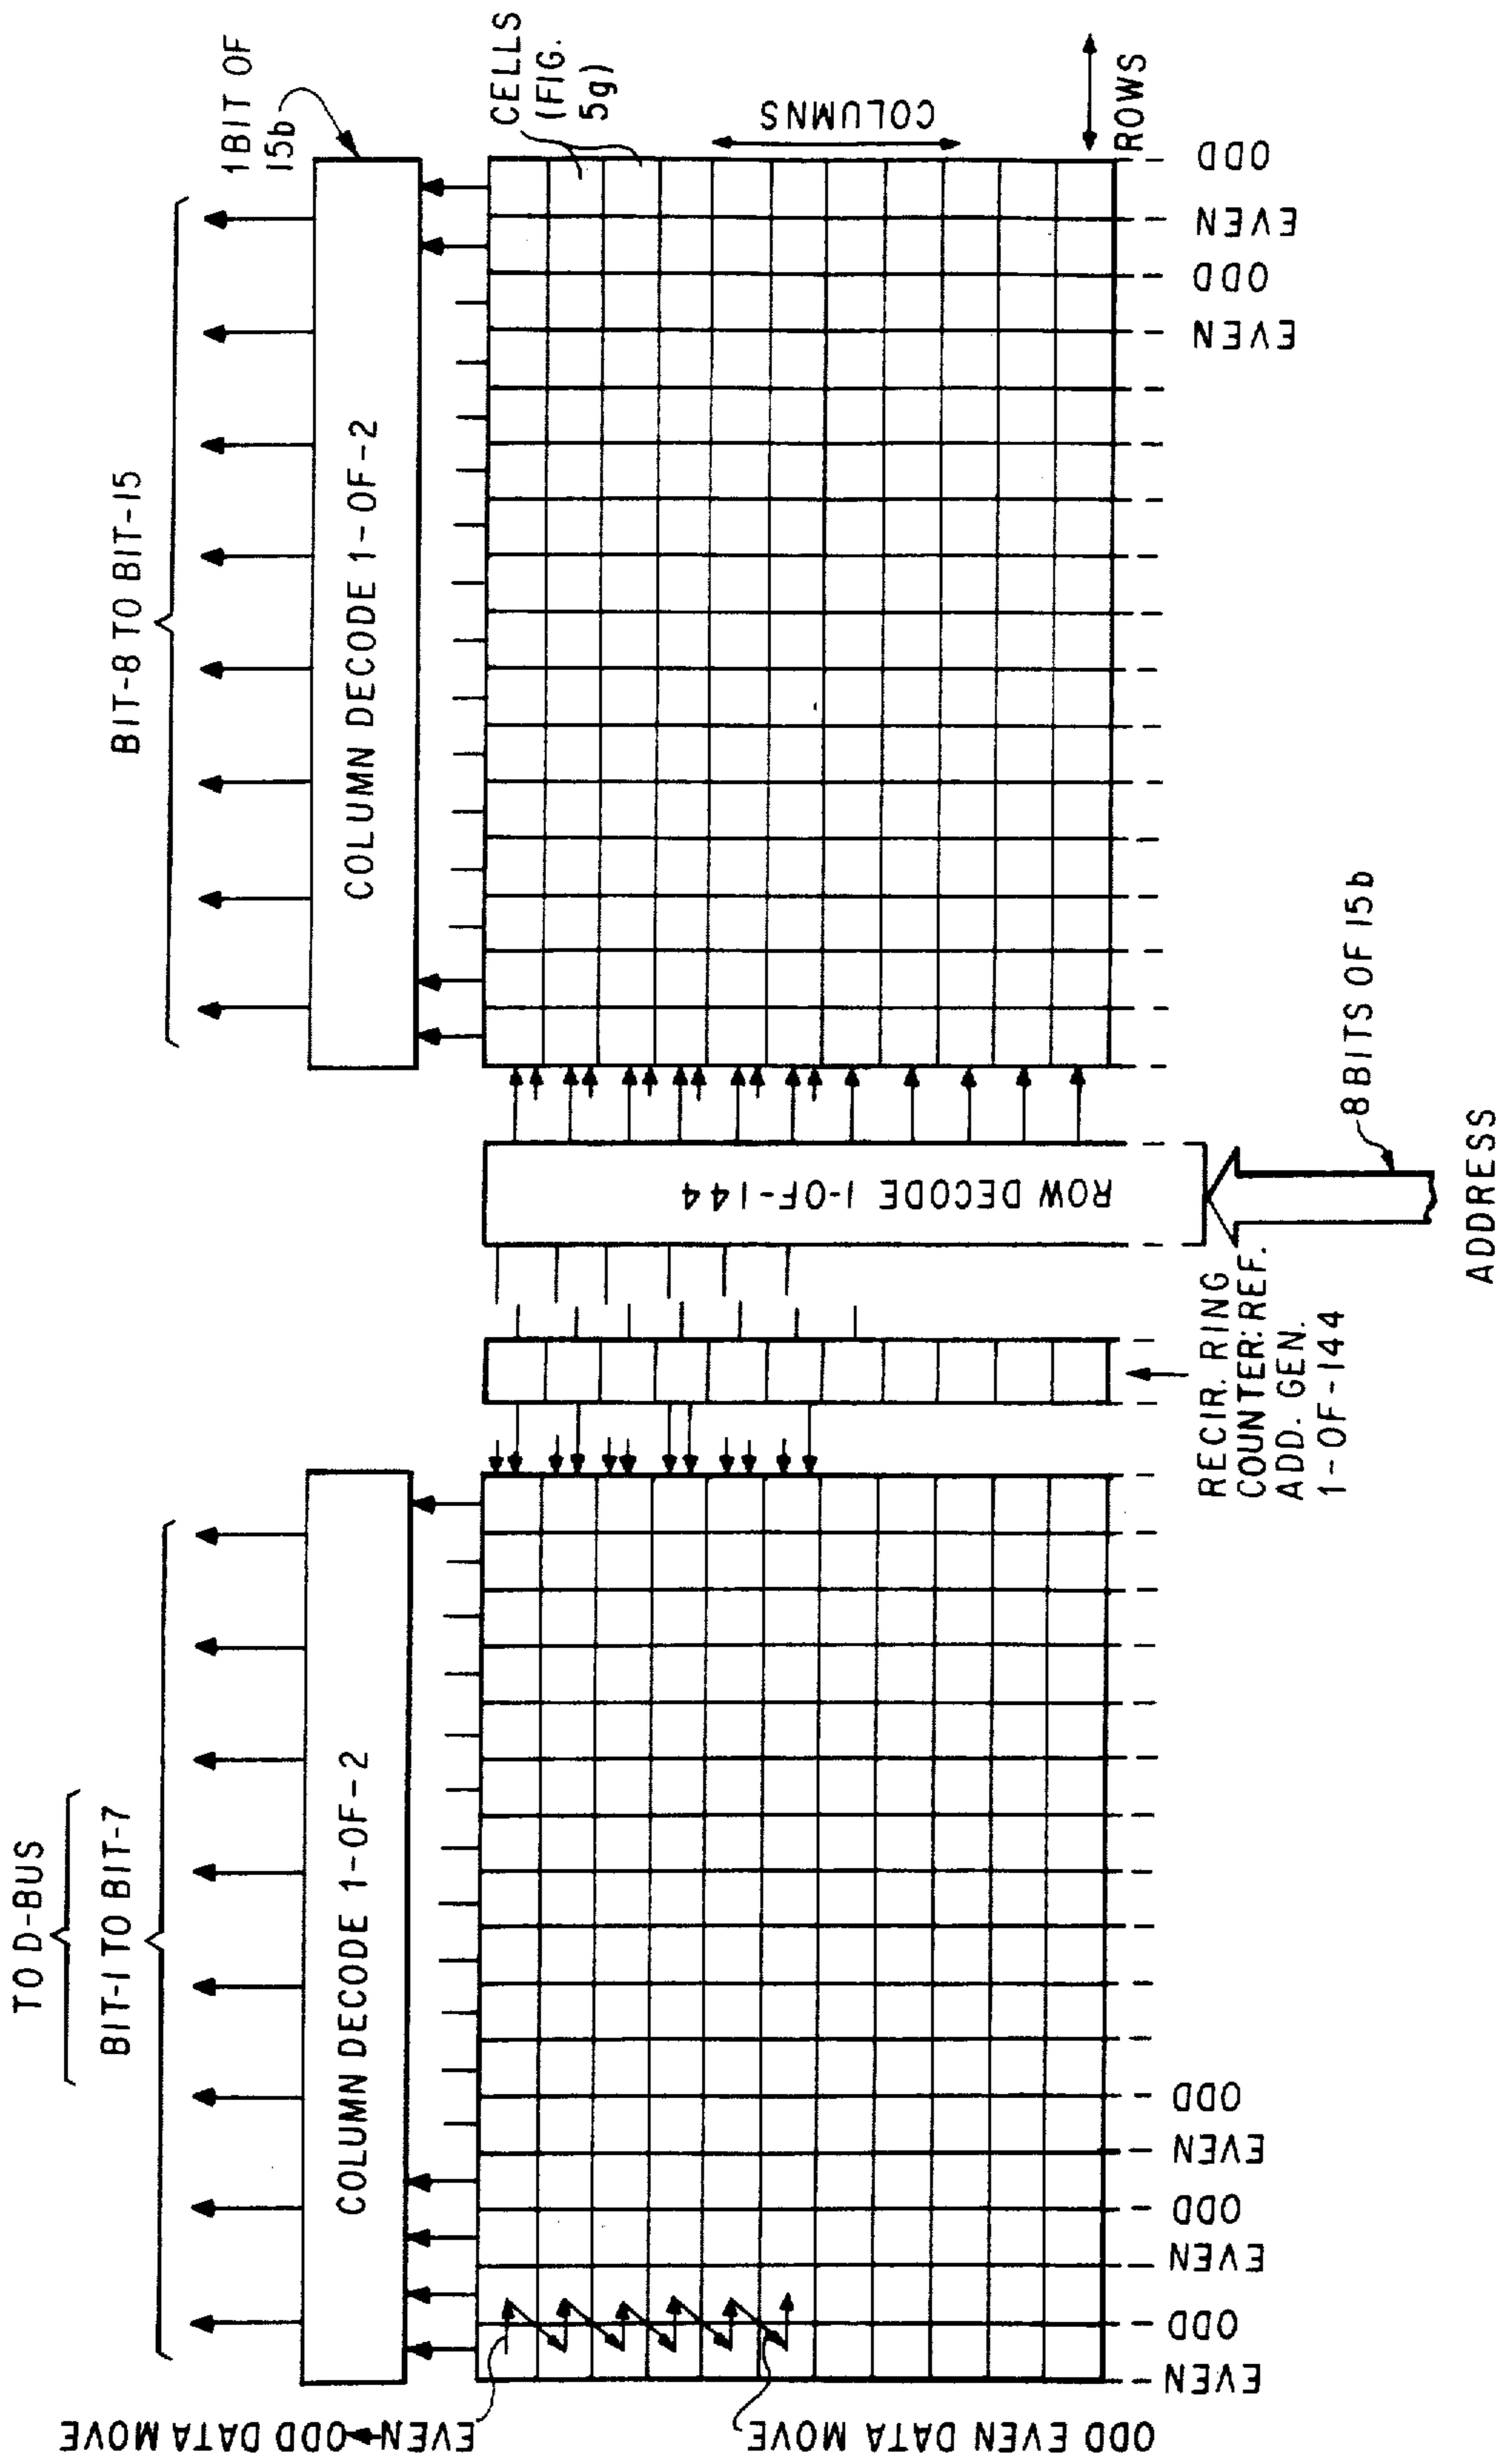 TO D-BUS
BIT-1 TO BIT-7
BIT-8 TO BIT-15
1 BIT OF
15b
COLUMN DECODE 1-OF-2
COLUMN DECODE 1-OF-2
CELLS
(FIG.
5g)
COLUMNS
ROWS
ROW DECODE 1-OF-144
EVEN→ODD DATA MOVE
ODD EVEN DATA MOVE
EVEN
ODD
EVEN
ODD
EVEN
ODD
RECIR. RING
COUNTER: REF.
ADD. GEN.
1-OF-144
8 BITS OF 15b
ADDRESS
EVEN
ODD
EVEN
ODD